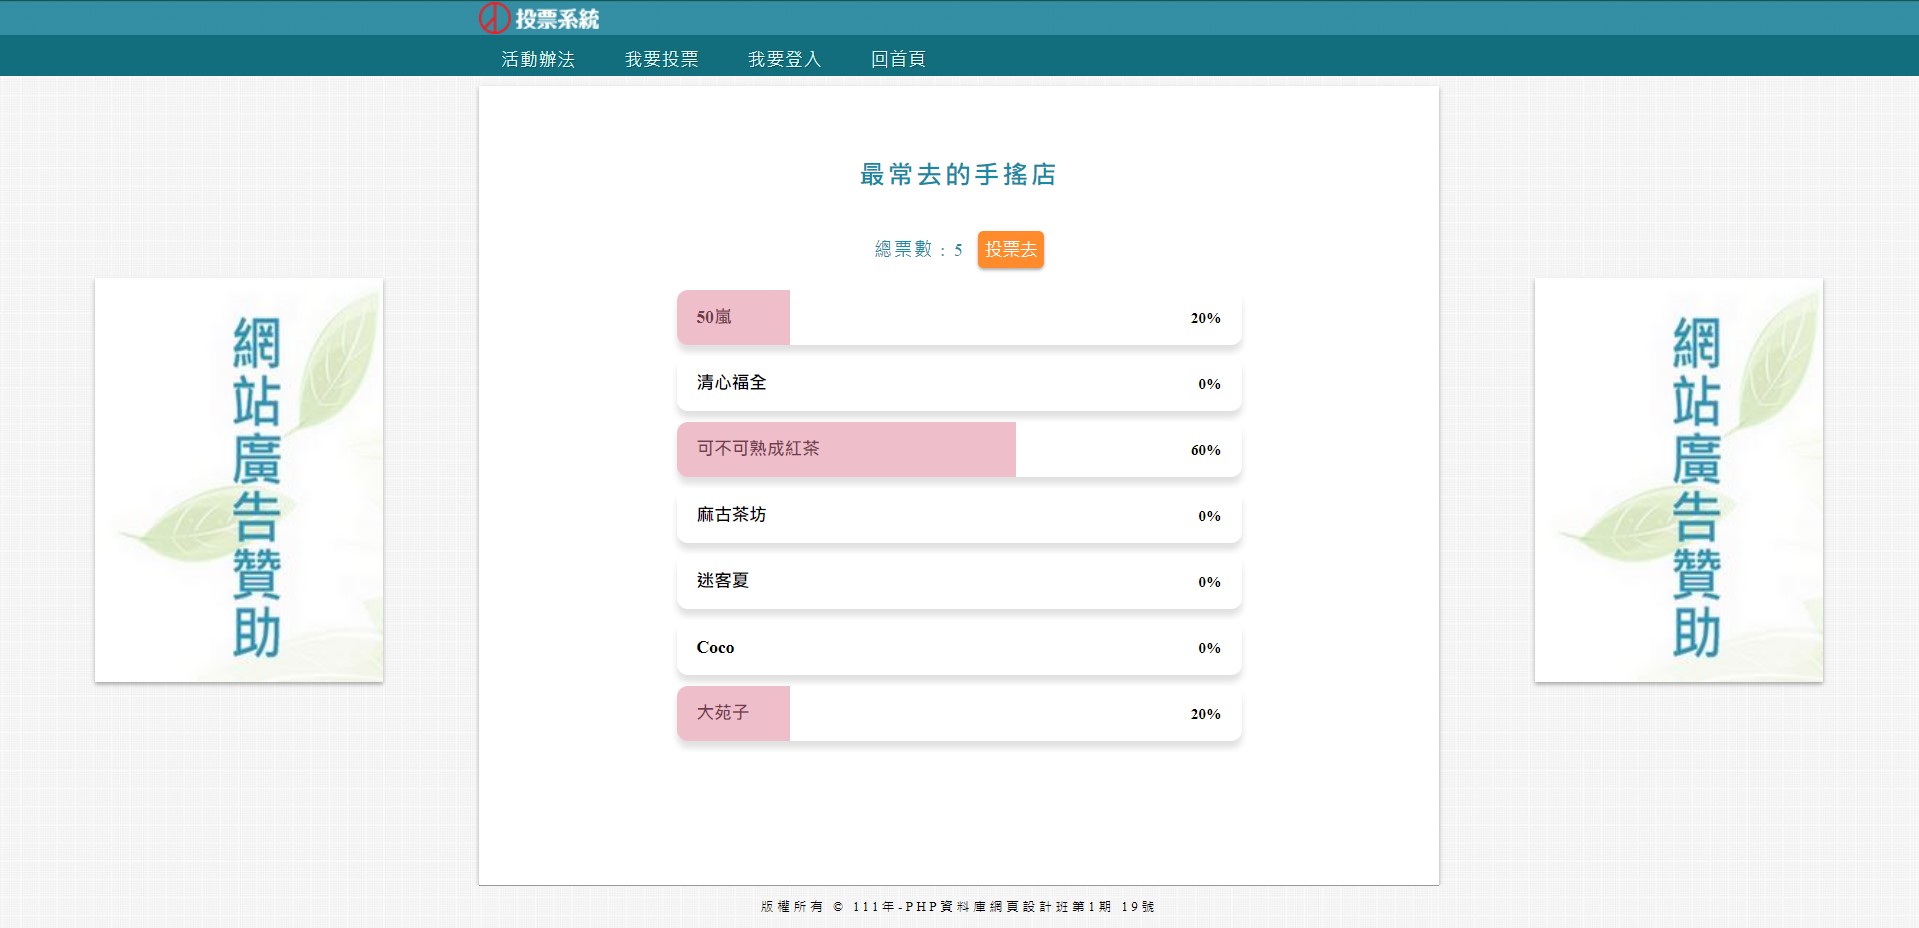 投票系統
活動辦法 我要投票 我要登入 回首頁
最常去的手搖店
總票數：5 投票去
50嵐 20%
清心福全 0%
可不可熟成紅茶 60%
麻古茶坊 0%
迷客夏 0%
Coco 0%
大苑子 20%
網站廣告贊助
網站廣告贊助
版權所有 © 111年-PHP資料庫網頁設計班第1期 19號